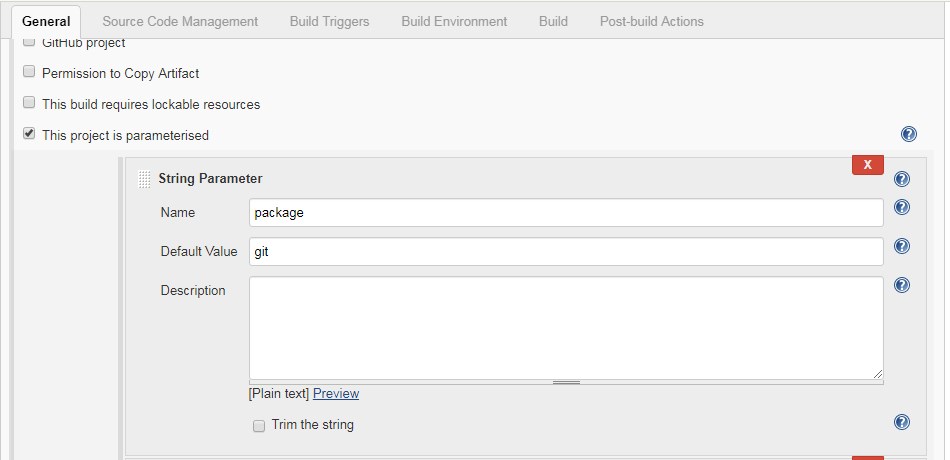 General Source Code Management Build Triggers Build Environment Build Post-build Actions
GitHub project
Permission to Copy Artifact
This build requires lockable resources
This project is parameterised
X
String Parameter
Name package
Default Value git
Description
[Plain text] Preview
Trim the string